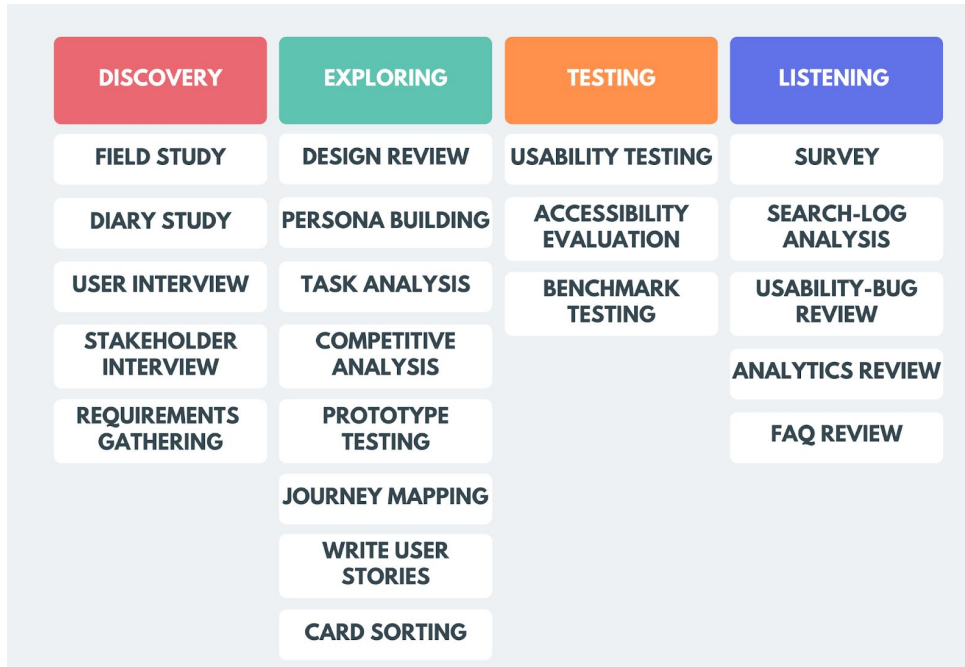 DISCOVERY
FIELD STUDY
DIARY STUDY
USER INTERVIEW
STAKEHOLDER
INTERVIEW
REQUIREMENTS
GATHERING
EXPLORING
DESIGN REVIEW
PERSONA BUILDING
TASK ANALYSIS
COMPETITIVE
ANALYSIS
PROTOTYPE
TESTING
JOURNEY MAPPING
WRITE USER
STORIES
CARD SORTING
TESTING
USABILITY TESTING
ACCESSIBILITY
EVALUATION
BENCHMARK
TESTING
LISTENING
SURVEY
SEARCH-LOG
ANALYSIS
USABILITY-BUG
REVIEW
ANALYTICS REVIEW
FAQ REVIEW